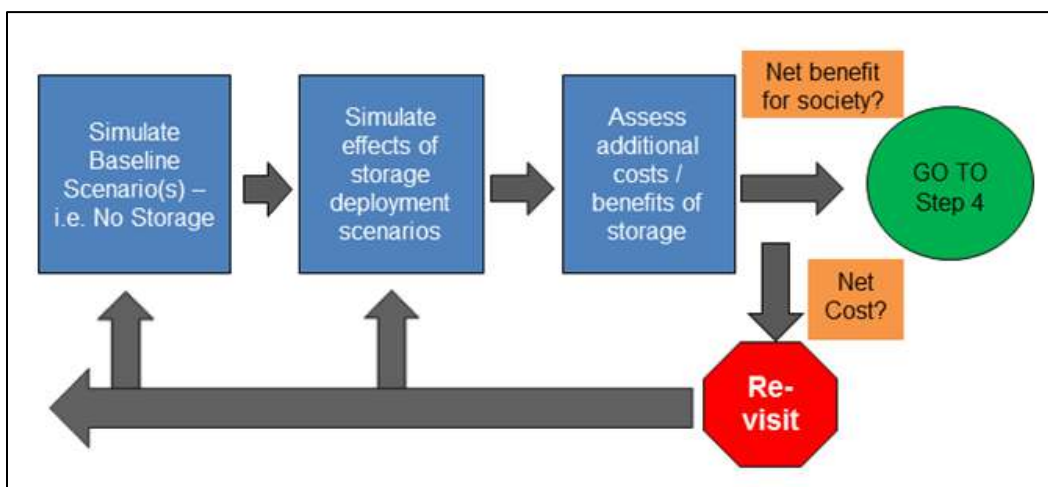 Simulate
Baseline
Scenario(s) –
i.e. No Storage
Simulate
effects of
storage
deployment
scenarios
Assess
additional
costs /
benefits of
storage
Net benefit
for society?
GO TO
Step 4
Net
Cost?
Re-
visit